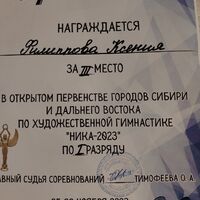 НАГРАЖДАЕТСЯ
Филиппова Ксения
ЗА III МЕСТО
В ОТКРЫТОМ ПЕРВЕНСТВЕ ГОРОДОВ СИБИРИ
И ДАЛЬНЕГО ВОСТОКА
ПО ХУДОЖЕСТВЕННОЙ ГИМНАСТИКЕ
"НИКА-2023"
ПО I РАЗРЯДУ
АВНЫЙ СУДЬЯ СОРЕВНОВАНИЙ ТИМОФЕЕВА О. А.